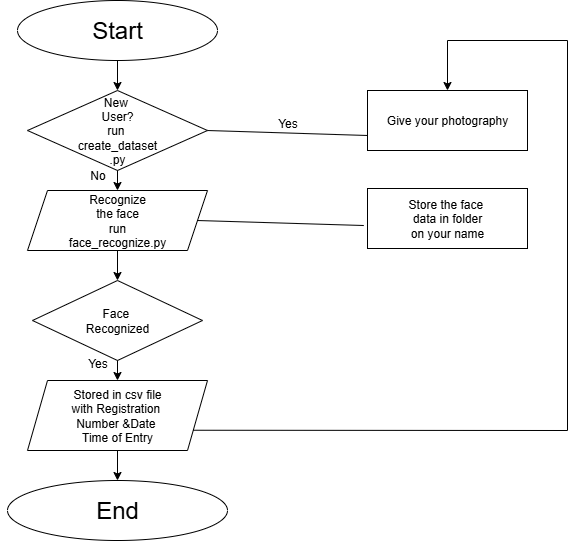 Start
New
User?
run
create_dataset
.py
Yes
Give your photography
No
Recognize
the face
run
face_recognize.py
Store the face
data in folder
on your name
Face
Recognized
Yes
Stored in csv file
with Registration
Number &Date
Time of Entry
End